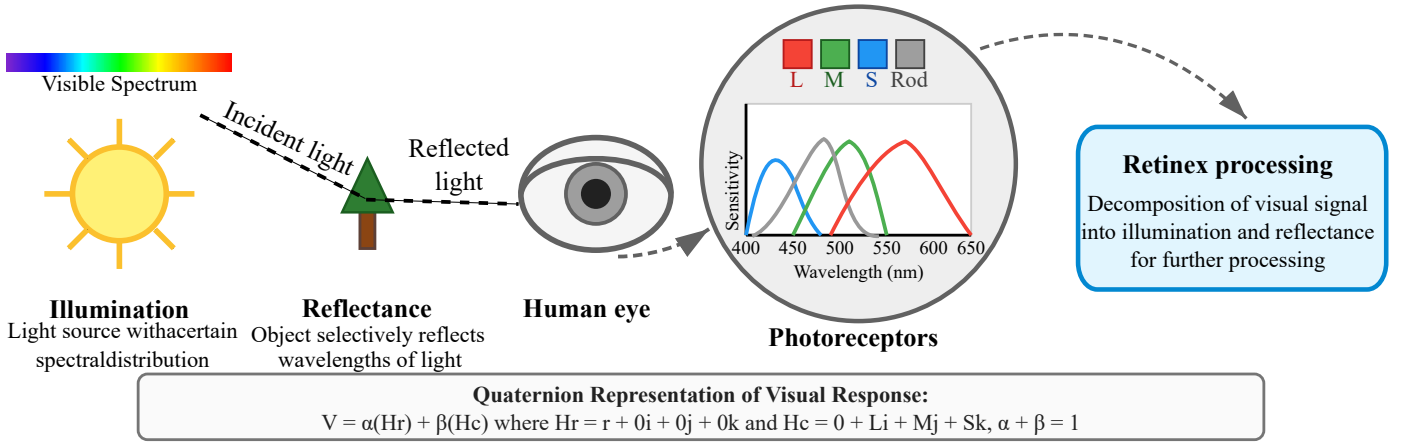 Visible Spectrum
Incident light
Reflected
light
Illumination
Light source withacertain
spectraldistribution
Reflectance
Object selectively reflects
wavelengths of light
Human eye
L M S Rod
Sensitivity
400 450 500 550 600 650
Wavelength (nm)
Photoreceptors
Retinex processing
Decomposition of visual signal
into illumination and reflectance
for further processing
Quaternion Representation of Visual Response:
V = α(Hr) + β(Hc) where Hr = r + 0i + 0j + 0k and Hc = 0 + Li + Mj + Sk, α + β = 1